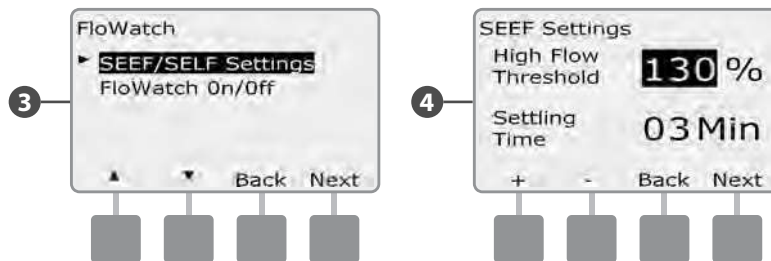 FloWatch
SEEF/SELF Settings
FloWatch On/Off
▲ ▼ Back Next
3
SEEF Settings
High Flow
Threshold 130 %
Settling
Time 03 Min
+ - Back Next
4